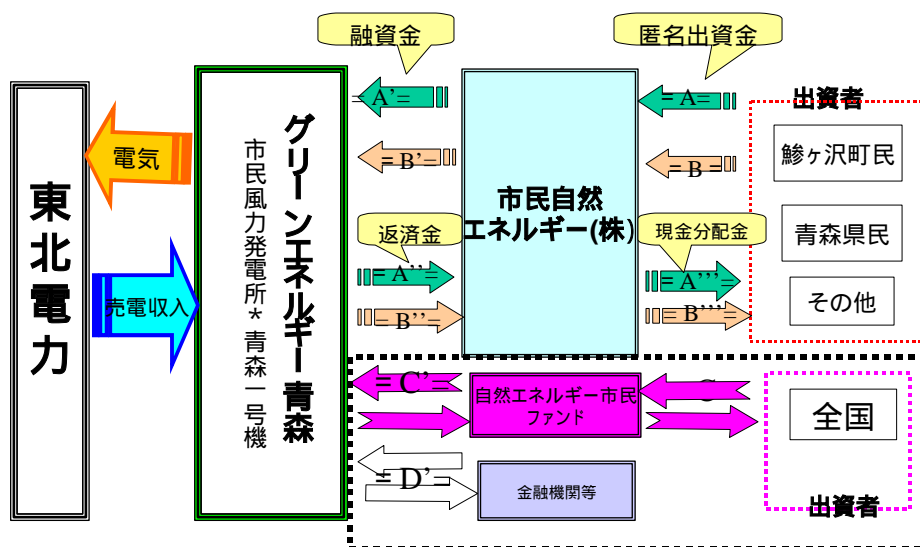 融資金
匿名出資金
出資者
= A'=
= A=
鰺ヶ沢町民
電気
= B'=
= B=
東北電力
グリーンエネルギー青森
市民風力発電所*青森一号機
市民自然
エネルギー(株)
青森県民
返済金
現金分配金
= A''=
= A'''=
その他
売電収入
= B''=
= B'''=
= C'=
C
自然エネルギー市民
ファンド
全国
= D'=
金融機関等
出資者